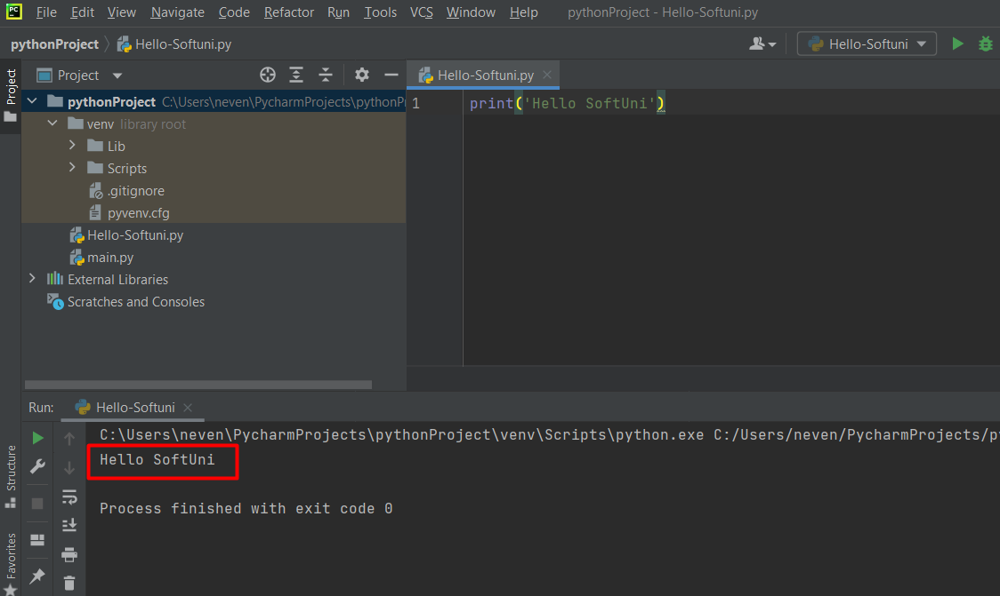 PC File Edit View Navigate Code Refactor Run Tools VCS Window Help pythonProject - Hello-Softuni.py
pythonProject Hello-Softuni.py Hello-Softuni
Project
Project
Hello-Softuni.py
pythonProject C:\Users\neven\PycharmProjects\pythonP
venv library root
Lib
Scripts
.gitignore
pyvenv.cfg
Hello-Softuni.py
main.py
External Libraries
Scratches and Consoles
1 print('Hello SoftUni')
Run: Hello-Softuni
C:\Users\neven\PycharmProjects\pythonProject\venv\Scripts\python.exe C:/Users/neven/PycharmProjects/p
Hello SoftUni
Process finished with exit code 0
Structure
Favorites